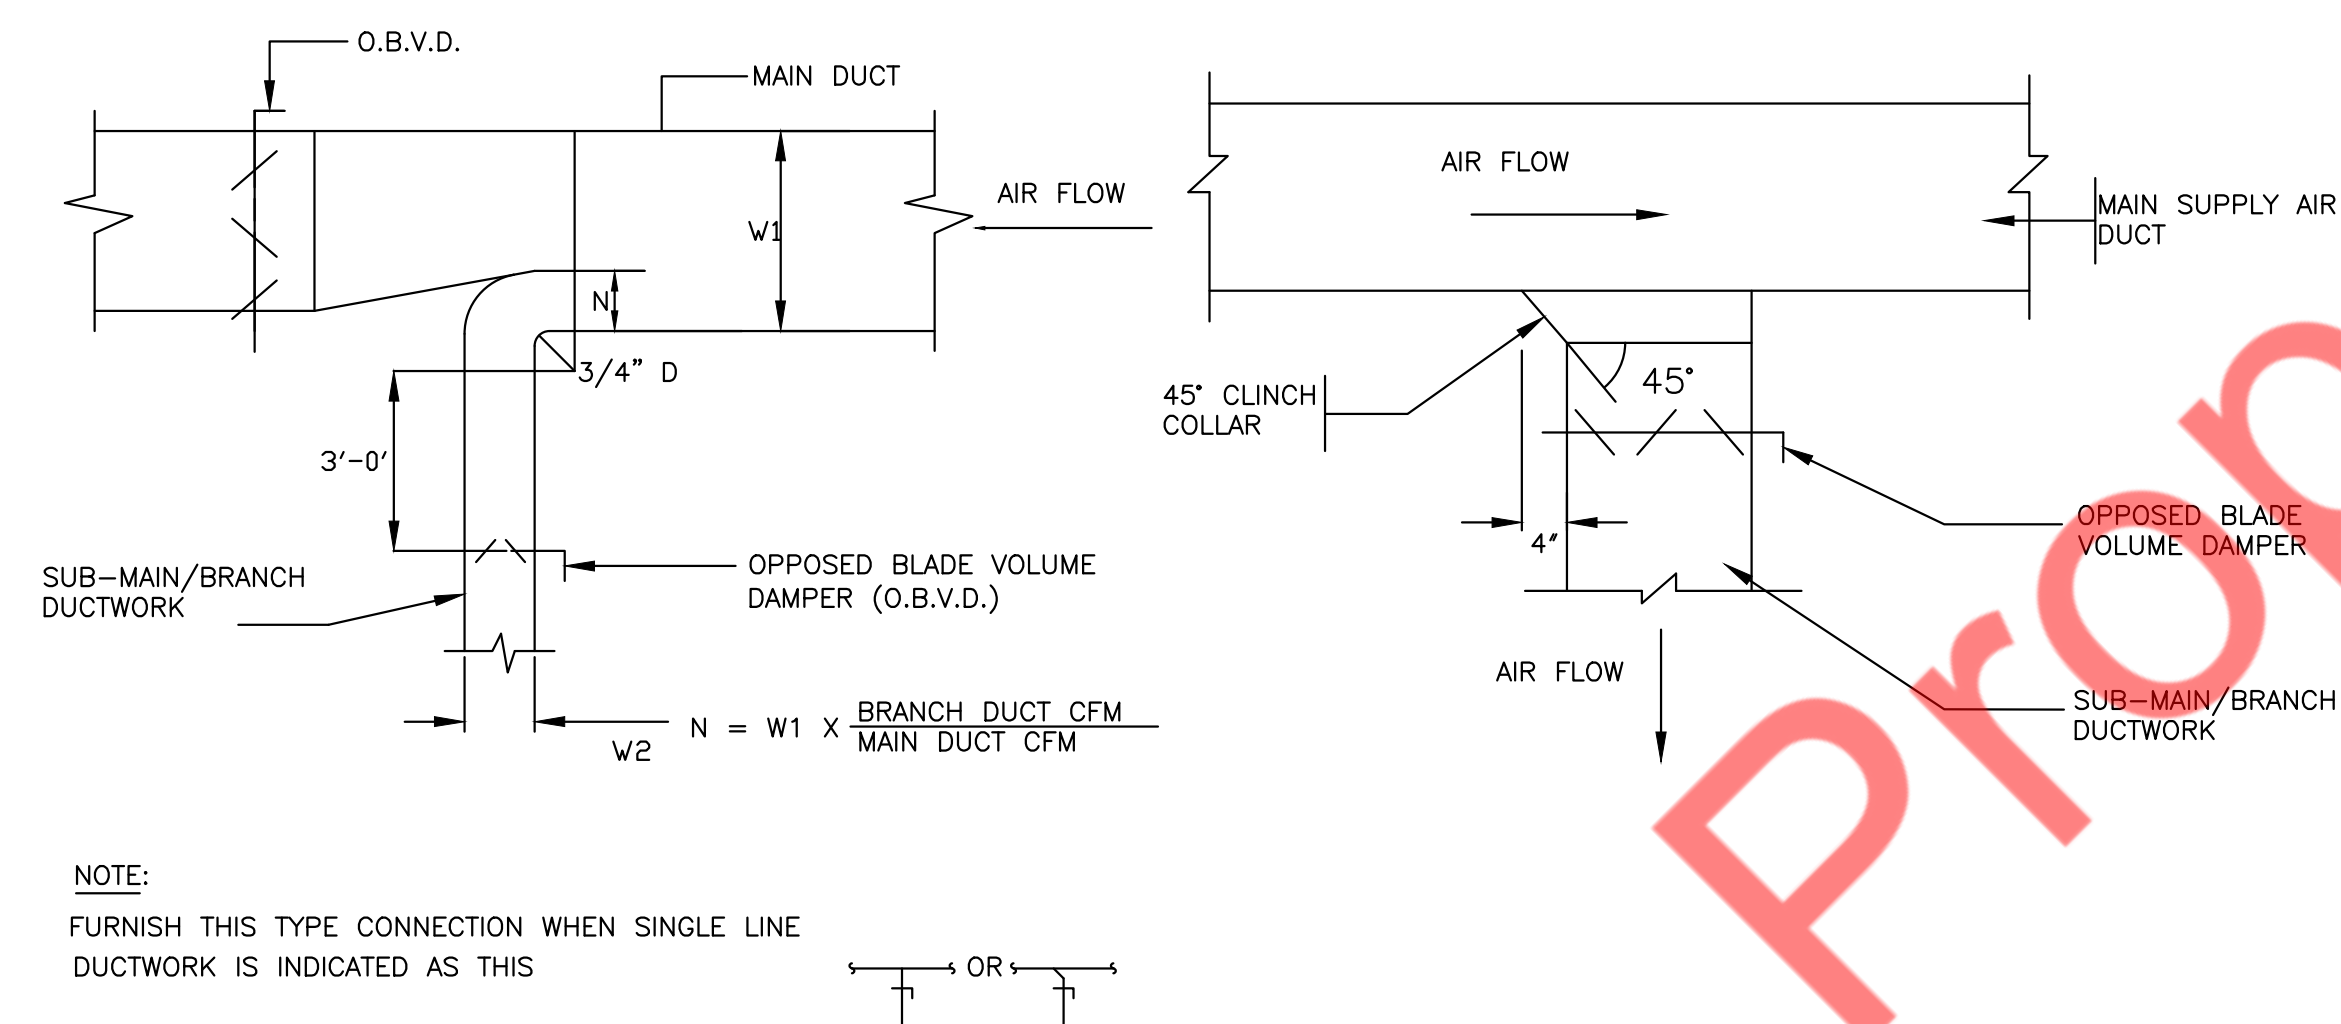 O.B.V.D.
MAIN DUCT
AIR FLOW
W1
N
3/4" D
3'-0'
SUB-MAIN/BRANCH
DUCTWORK
OPPOSED BLADE VOLUME
DAMPER (O.B.V.D.)
W2
N = W1 X BRANCH DUCT CFM
MAIN DUCT CFM
AIR FLOW
MAIN SUPPLY AIR
DUCT
45° CLINCH
COLLAR
45°
4"
OPPOSED BLADE
VOLUME DAMPER
AIR FLOW
SUB-MAIN/BRANCH
DUCTWORK
NOTE:
FURNISH THIS TYPE CONNECTION WHEN SINGLE LINE
DUCTWORK IS INDICATED AS THIS
OR
Pro